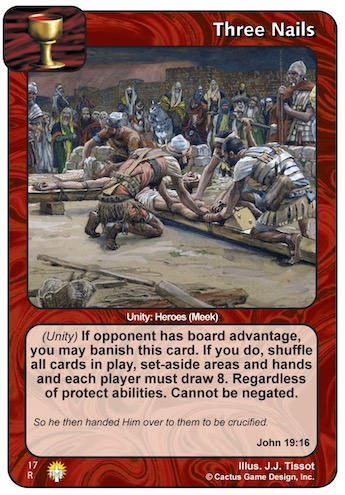 Three Nails
Unity: Heroes (Meek)
(Unity) If opponent has board advantage,
you may banish this card. If you do, shuffle
all cards in play, set-aside areas and hands
and each player must draw 8. Regardless
of protect abilities. Cannot be negated.
So he then handed Him over to them to be crucified.
John 19:16
17
R
Illus. J.J. Tissot
© Cactus Game Design, Inc.